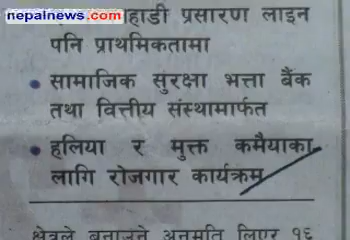 nepalnews.com
हाडी प्रसारण लाइन
पनि प्राथमिकतामा
• सामाजिक सुरक्षा भत्ता बैंक
तथा वित्तीय संस्थामार्फत
• हलिया र मुक्त कमैयाका
लागि रोजगार कार्यक्रम
क्षेत्रले बनाउने अनुमति लिएर १६